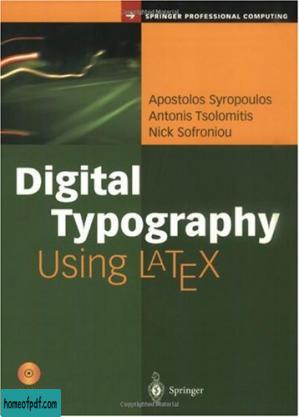 SPRINGER PROFESSIONAL COMPUTING
Apostolos Syropoulos
Antonis Tsolomitis
Nick Sofroniou
Digital
Typography
Using LATEX
Springer
homeofpdf.com